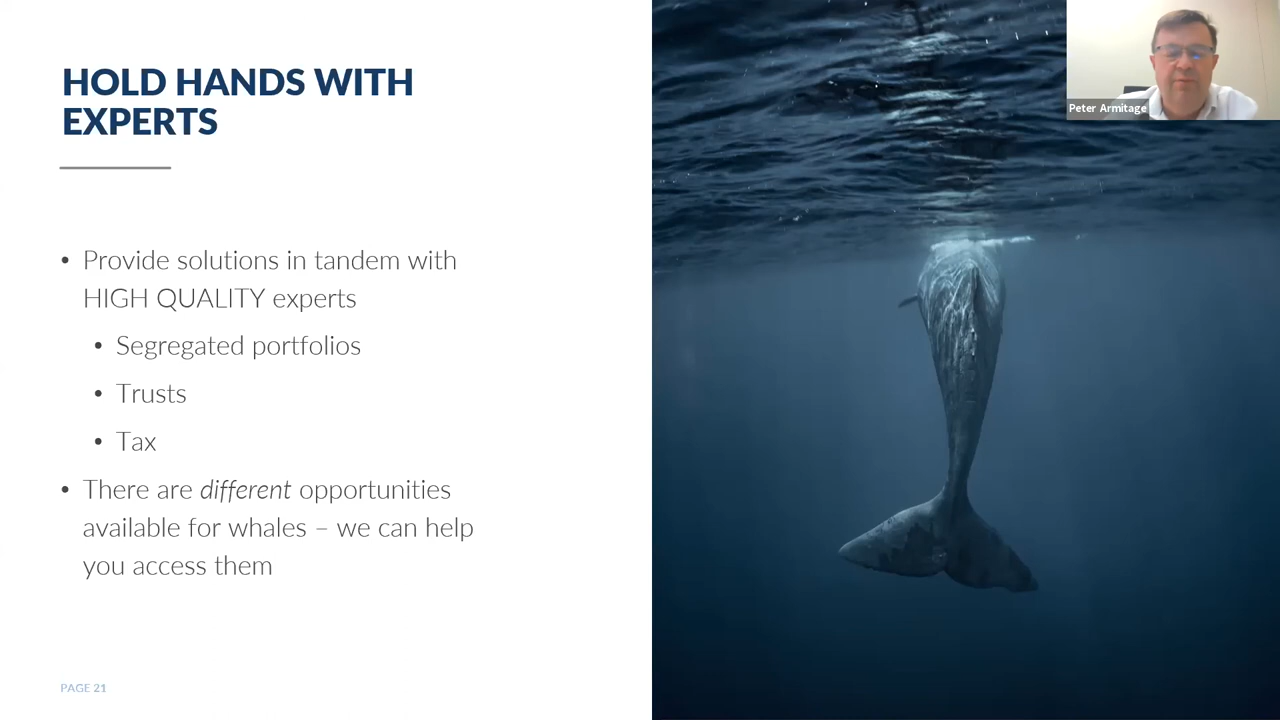 HOLD HANDS WITH
EXPERTS
• Provide solutions in tandem with
HIGH QUALITY experts
• Segregated portfolios
• Trusts
• Tax
• There are different opportunities
available for whales – we can help
you access them
PAGE 21
Peter Armitage